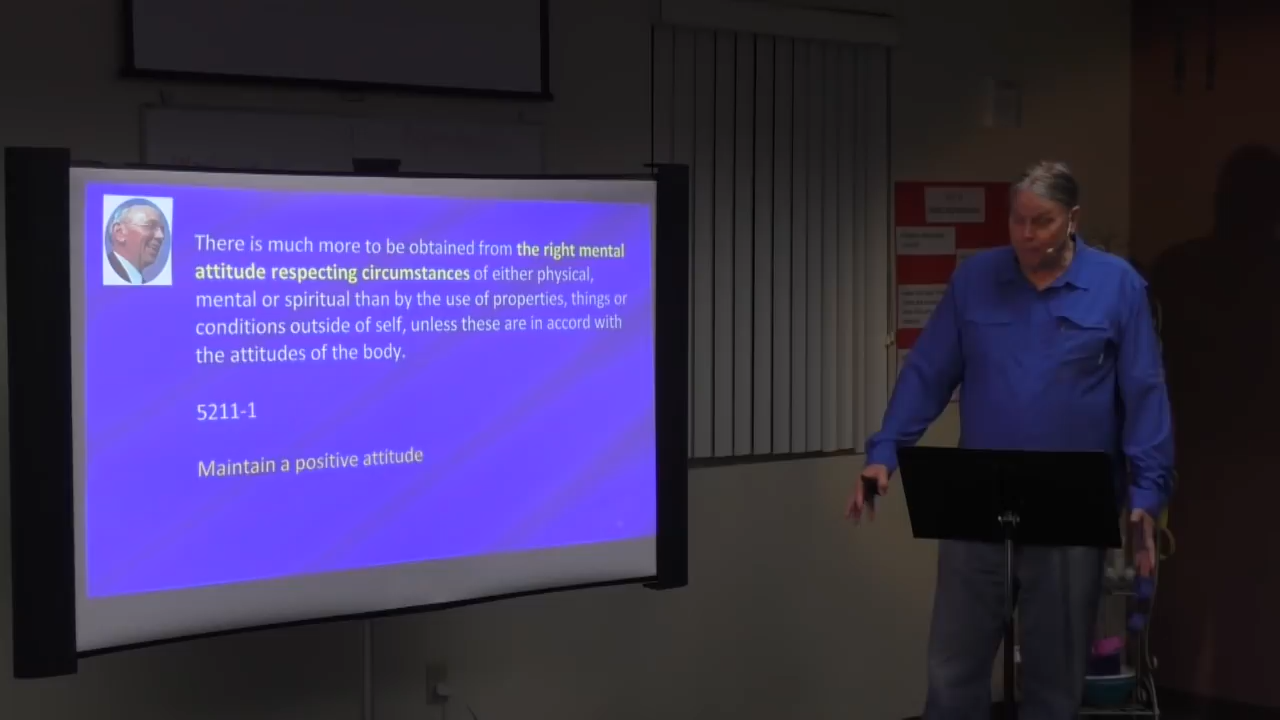 There is much more to be obtained from the right mental
attitude respecting circumstances of either physical,
mental or spiritual than by the use of properties, things or
conditions outside of self, unless these are in accord with
the attitudes of the body.
5211-1
Maintain a positive attitude